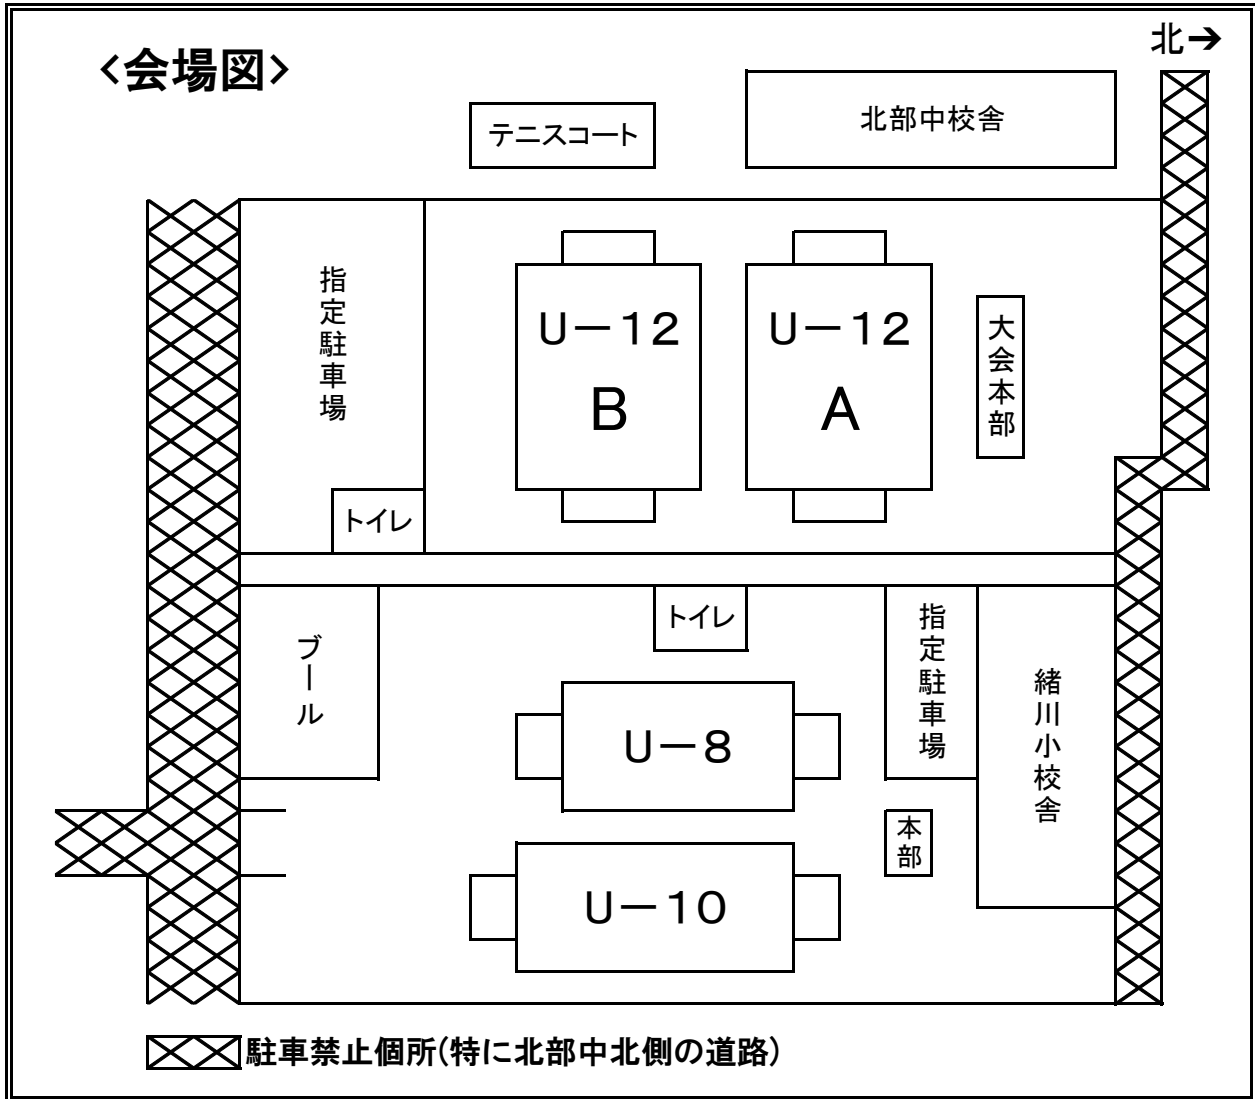 北→
<会場図>
北部中校舎
テニスコート
指定駐車場
U－12
B
U－12
A
大会本部
トイレ
プール
トイレ
指定駐車場
緒川小校舎
U－8
本部
U－10
駐車禁止個所(特に北部中北側の道路)